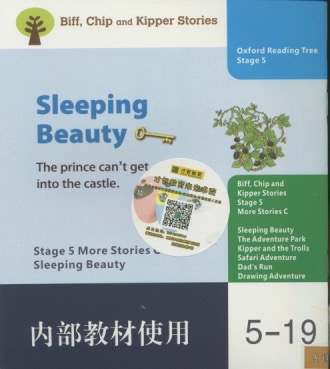 Biff, Chip and Kipper Stories
Oxford Reading Tree
Stage 5
Sleeping
Beauty
The prince can't get
into the castle.
Biff, Chip and
Kipper Stories
Stage 5
More Stories C
Sleeping Beauty
The Adventure Park
Kipper and the Trolls
Safari Adventure
Dad's Run
Drawing Adventure
Stage 5 More Stories C
Sleeping Beauty
内部教材使用
5-19